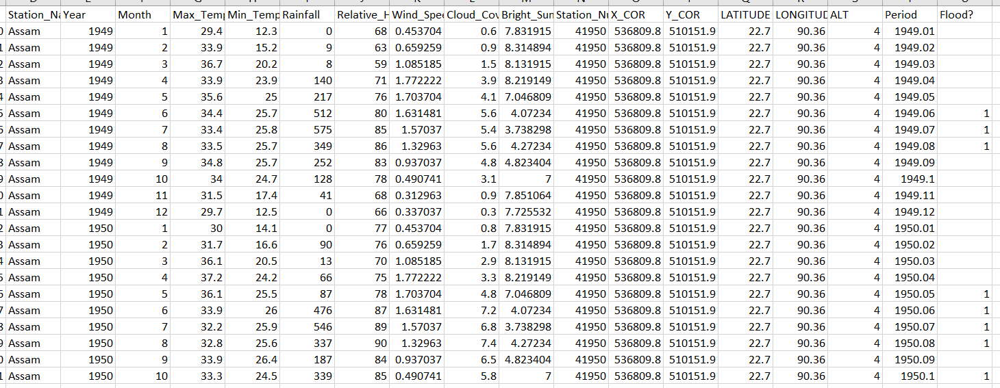 Station_Na Year Month Max_Temp Min_Temp Rainfall Relative_H Wind_Spee Cloud_Cov Bright_Sun Station_Nu X_COR Y_COR LATITUDE LONGITUDE ALT Period Flood?
0 Assam 1949 1 29.4 12.3 0 68 0.453704 0.6 7.831915 41950 536809.8 510151.9 22.7 90.36 4 1949.01
1 Assam 1949 2 33.9 15.2 9 63 0.659259 0.9 8.314894 41950 536809.8 510151.9 22.7 90.36 4 1949.02
2 Assam 1949 3 36.7 20.2 8 59 1.085185 1.5 8.131915 41950 536809.8 510151.9 22.7 90.36 4 1949.03
3 Assam 1949 4 33.9 23.9 140 71 1.772222 3.9 8.219149 41950 536809.8 510151.9 22.7 90.36 4 1949.04
4 Assam 1949 5 35.6 25 217 76 1.703704 4.1 7.046809 41950 536809.8 510151.9 22.7 90.36 4 1949.05
5 Assam 1949 6 34.4 25.7 512 80 1.631481 5.6 4.07234 41950 536809.8 510151.9 22.7 90.36 4 1949.06 1
6 Assam 1949 7 33.4 25.8 575 85 1.57037 5.4 3.738298 41950 536809.8 510151.9 22.7 90.36 4 1949.07 1
7 Assam 1949 8 33.5 25.7 349 86 1.32963 5.6 4.27234 41950 536809.8 510151.9 22.7 90.36 4 1949.08 1
8 Assam 1949 9 34.8 25.7 252 83 0.937037 4.8 4.823404 41950 536809.8 510151.9 22.7 90.36 4 1949.09
9 Assam 1949 10 34 24.7 128 78 0.490741 3.1 7 41950 536809.8 510151.9 22.7 90.36 4 1949.1
0 Assam 1949 11 31.5 17.4 41 68 0.312963 0.9 7.851064 41950 536809.8 510151.9 22.7 90.36 4 1949.11
1 Assam 1949 12 29.7 12.5 0 66 0.337037 0.3 7.725532 41950 536809.8 510151.9 22.7 90.36 4 1949.12
2 Assam 1950 1 30 14.1 0 77 0.453704 0.8 7.831915 41950 536809.8 510151.9 22.7 90.36 4 1950.01
3 Assam 1950 2 31.7 16.6 90 76 0.659259 1.7 8.314894 41950 536809.8 510151.9 22.7 90.36 4 1950.02
4 Assam 1950 3 36.1 20.5 13 70 1.085185 2.9 8.131915 41950 536809.8 510151.9 22.7 90.36 4 1950.03
5 Assam 1950 4 37.2 24.2 66 75 1.772222 3.3 8.219149 41950 536809.8 510151.9 22.7 90.36 4 1950.04
6 Assam 1950 5 36.1 25.5 87 78 1.703704 4.8 7.046809 41950 536809.8 510151.9 22.7 90.36 4 1950.05 1
7 Assam 1950 6 33.9 26 476 87 1.631481 7.2 4.07234 41950 536809.8 510151.9 22.7 90.36 4 1950.06 1
8 Assam 1950 7 32.2 25.9 546 89 1.57037 6.8 3.738298 41950 536809.8 510151.9 22.7 90.36 4 1950.07 1
9 Assam 1950 8 32.8 25.6 337 90 1.32963 7.4 4.27234 41950 536809.8 510151.9 22.7 90.36 4 1950.08 1
0 Assam 1950 9 33.9 26.4 187 84 0.937037 6.5 4.823404 41950 536809.8 510151.9 22.7 90.36 4 1950.09
1 Assam 1950 10 33.3 24.5 339 85 0.490741 5.8 7 41950 536809.8 510151.9 22.7 90.36 4 1950.1 1